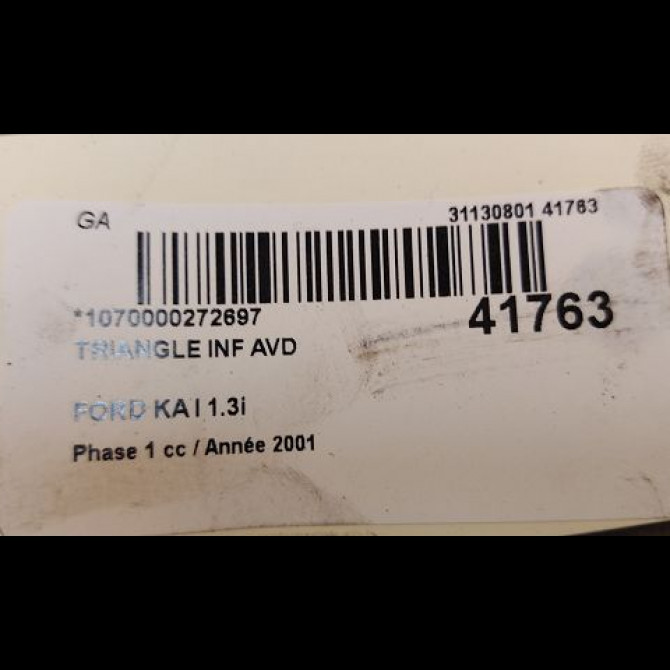 GA
31130801 41763
*1070000272697
41763
TRIANGLE INF AVD
FORD KA I 1.3i
Phase 1 cc / Année 2001